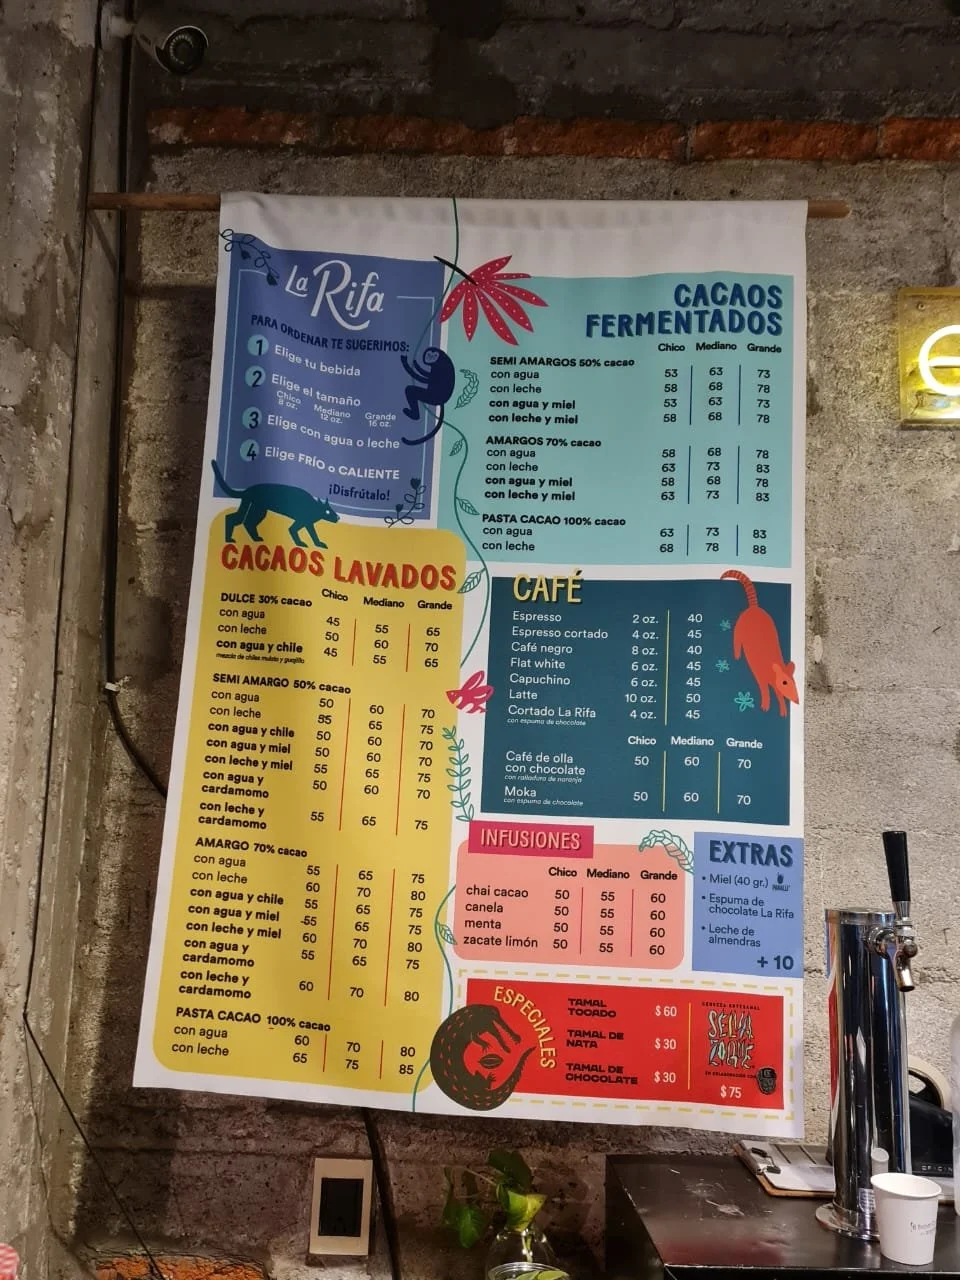 La Rifa
PARA ORDENAR TE SUGERIMOS:
1 Elige tu bebida
2 Elige el tamaño
Chico Mediano Grande
8 oz. 12 oz. 16 oz.
3 Elige con agua o leche
4 Elige FRÍO o CALIENTE
¡Disfrútalo!
CACAOS LAVADOS
DULCE 30% cacao Chico Mediano Grande
con agua 45 55 65
con leche 50 60 70
con agua y chile 45 55 65
mezcla de chiles mulato y guajillo
SEMI AMARGO 50% cacao
con agua 50 60 70
con leche 55 65 75
con agua y chile 50 60 70
con agua y miel 50 60 70
con leche y miel 55 65 75
con agua y
cardamomo 50 60 70
con leche y
cardamomo 55 65 75
AMARGO 70% cacao
con agua 55 65 75
con leche 60 70 80
con agua y chile 55 65 75
con agua y miel 55 65 75
con leche y miel 60 70 80
con agua y
cardamomo 55 65 75
con leche y
cardamomo 60 70 80
PASTA CACAO 100% cacao
con agua 60 70 80
con leche 65 75 85
CACAOS
FERMENTADOS
Chico Mediano Grande
SEMI AMARGOS 50% cacao
con agua 53 63 73
con leche 58 68 78
con agua y miel 53 63 73
con leche y miel 58 68 78
AMARGOS 70% cacao
con agua 58 68 78
con leche 63 73 83
con agua y miel 58 68 78
con leche y miel 63 73 83
PASTA CACAO 100% cacao
con agua 63 73 83
con leche 68 78 88
CAFÉ
Espresso 2 oz. 40
Espresso cortado 4 oz. 45
Café negro 8 oz. 40
Flat white 6 oz. 45
Capuchino 6 oz. 45
Latte 10 oz. 50
Cortado La Rifa 4 oz. 45
con espuma de chocolate
Chico Mediano Grande
Café de olla
con chocolate 50 60 70
con ralladura de naranja
Moka 50 60 70
con espuma de chocolate
INFUSIONES
Chico Mediano Grande
chai cacao 50 55 60
canela 50 55 60
menta 50 55 60
zacate limón 50 55 60
EXTRAS
• Miel (40 gr.)
• Espuma de
chocolate La Rifa
• Leche de
almendras
+ 10
ESPECIALES
TAMAL
TOOADO $ 60
TAMAL DE
NATA $ 30
TAMAL DE
CHOCOLATE $ 30
CERVEZA ARTESANAL
SELVA
ZOQUE
EN COLABORACIÓN CON
$ 75